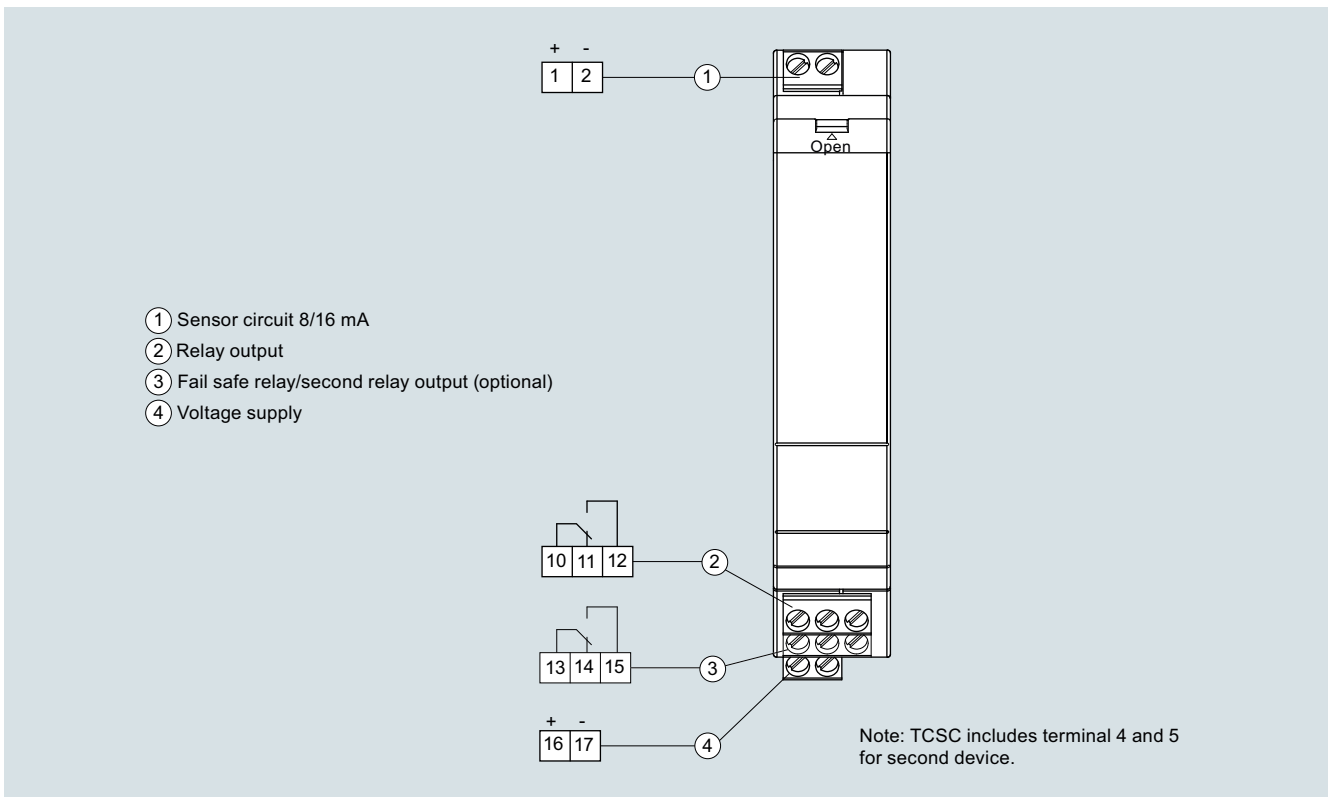 + -
1 2
1
Open
1 Sensor circuit 8/16 mA
2 Relay output
3 Fail safe relay/second relay output (optional)
4 Voltage supply
10 11 12
2
13 14 15
3
+ -
16 17
4
Note: TCSC includes terminal 4 and 5
for second device.